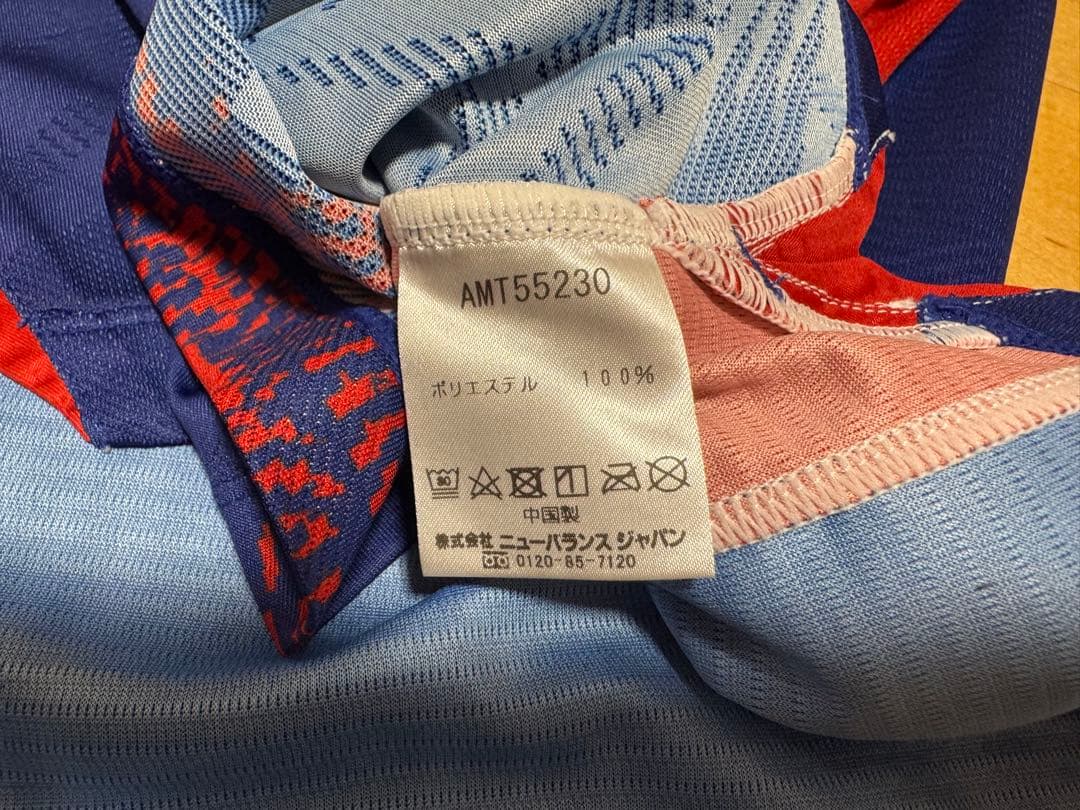 AMT55230
ポリエステル 100%
中国製
株式会社 ニューバランス ジャパン
0120-85-7120